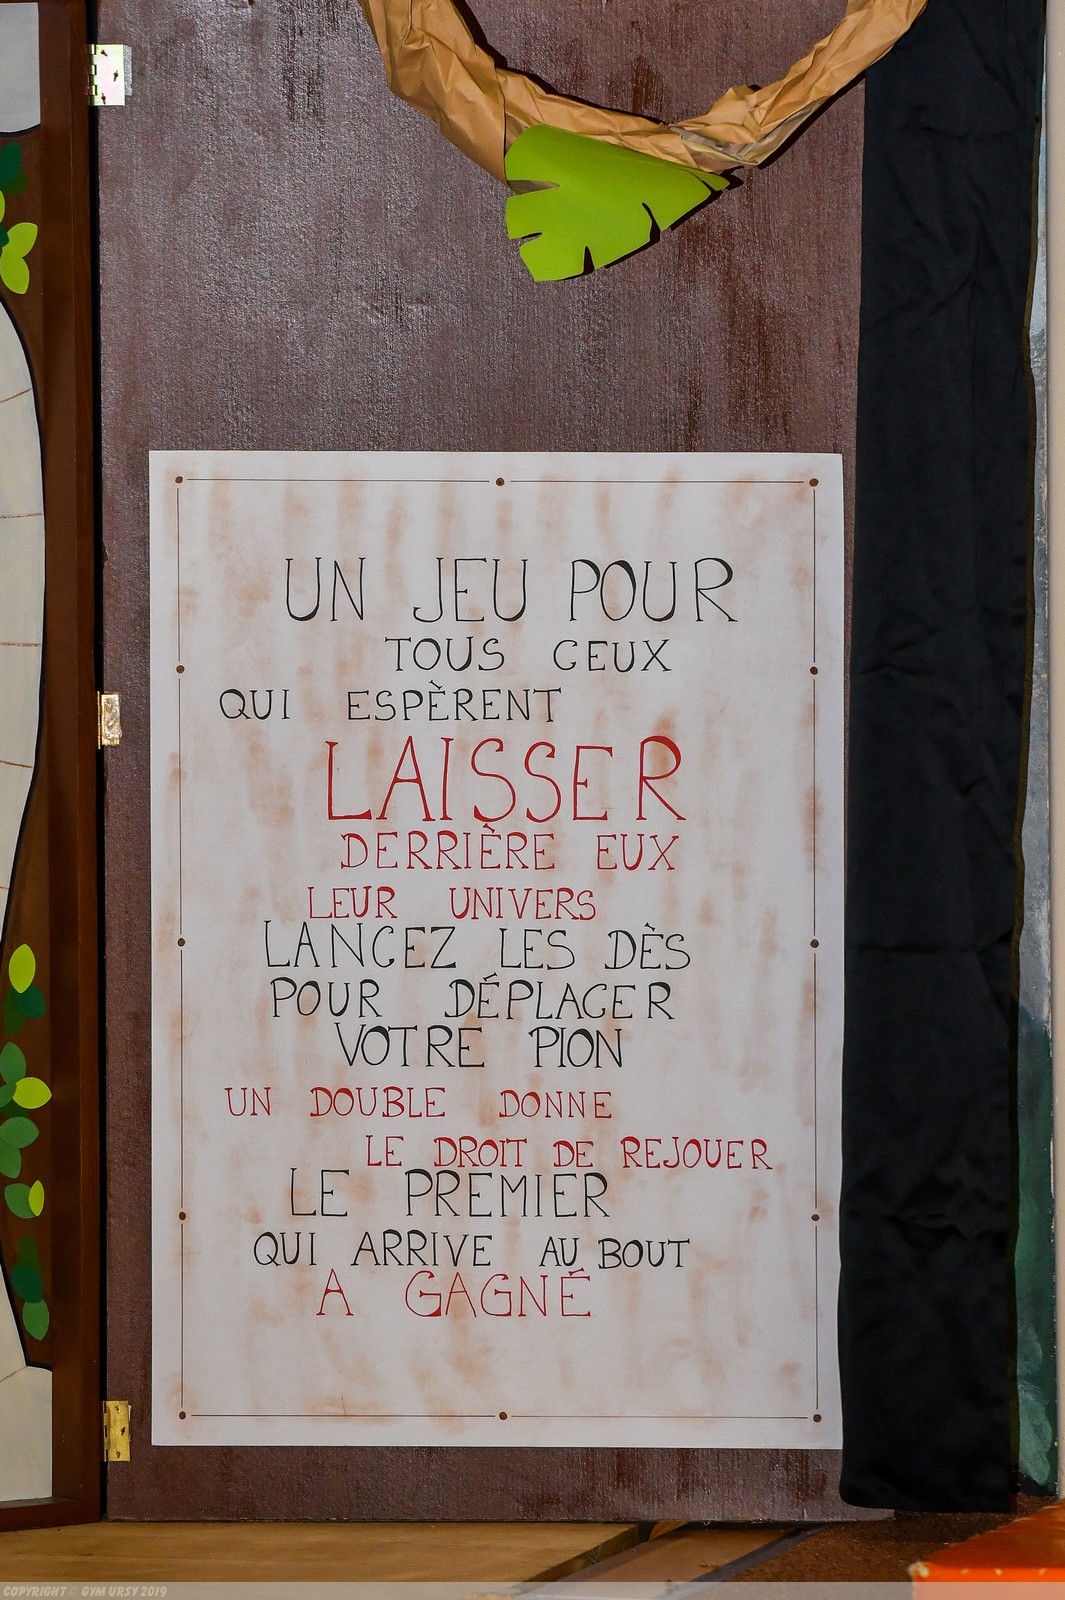 UN JEU POUR
TOUS CEUX
QUI ESPÈRENT
LAISSER
DERRIÈRE EUX
LEUR UNIVERS
LANCEZ LES DÈS
POUR DÉPLACER
VOTRE PION
UN DOUBLE DONNE
LE DROIT DE REJOUER
LE PREMIER
QUI ARRIVE AU BOUT
A GAGNÉ
COPYRIGHT © GYM URSY 2019